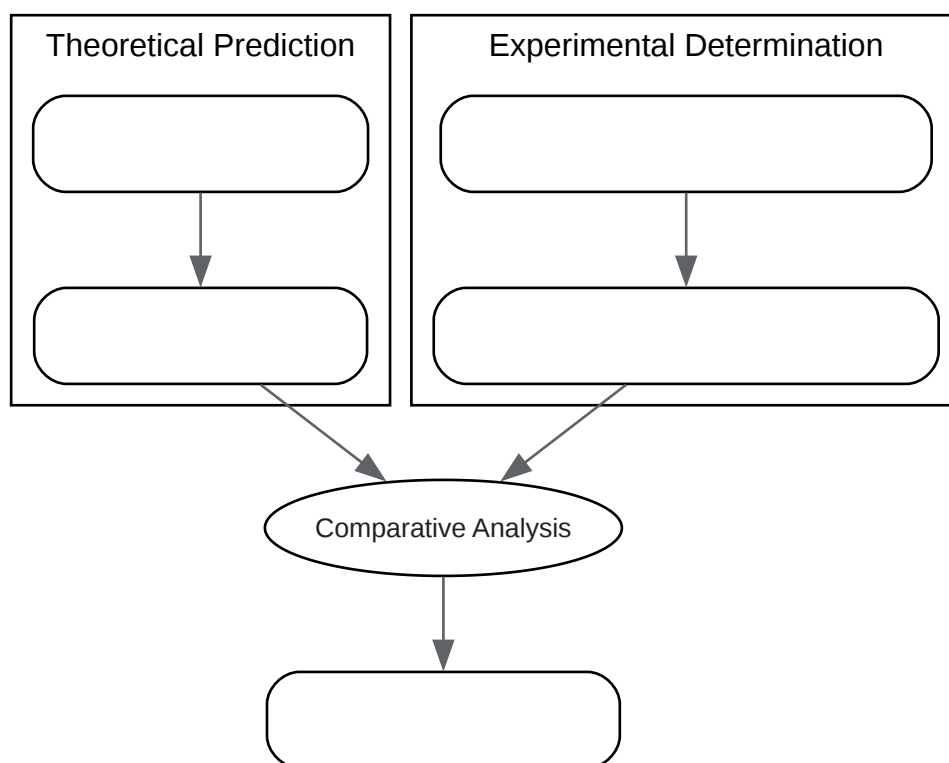 Theoretical Prediction
Experimental Determination
Comparative Analysis